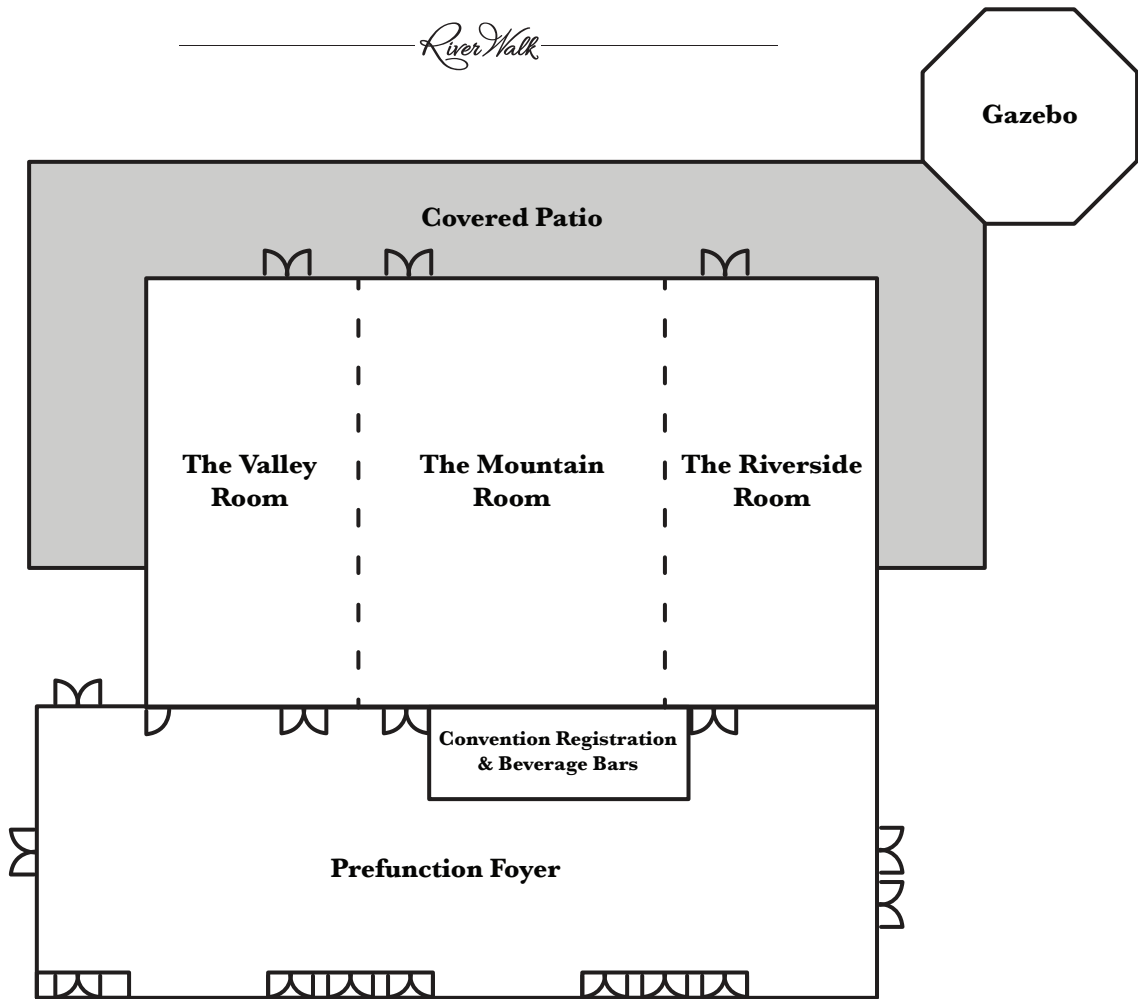 River Walk
Gazebo
Covered Patio
The Valley
Room
The Mountain
Room
The Riverside
Room
Convention Registration
& Beverage Bars
Prefunction Foyer